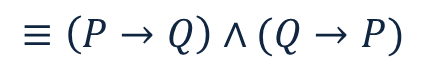 ≡ (P → Q) ∧ (Q → P)